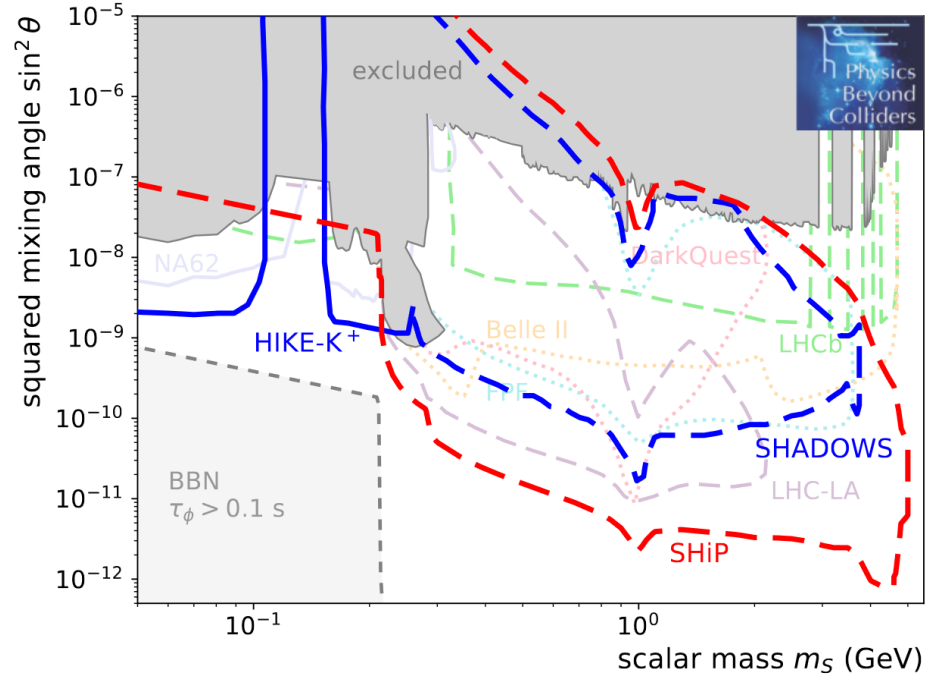 squared mixing angle sin² θ
10⁻⁵
10⁻⁶
10⁻⁷
10⁻⁸
10⁻⁹
10⁻¹⁰
10⁻¹¹
10⁻¹²
excluded
Physics
Beyond
Colliders
NA62
DarkQuest
HIKE-K⁺
Belle II
LHCb
FPF
SHADOWS
BBN
τ_ϕ > 0.1 s
LHC-LA
SHiP
10⁻¹
10⁰
scalar mass m_S (GeV)